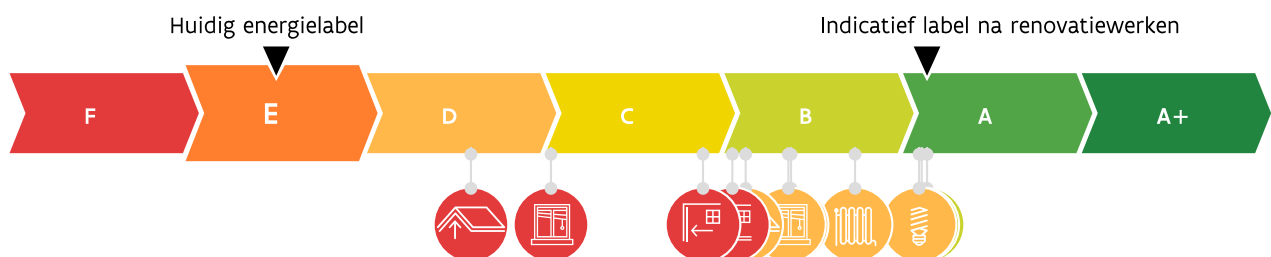 Huidig energielabel
Indicatief label na renovatiewerken
F E D C B A A+